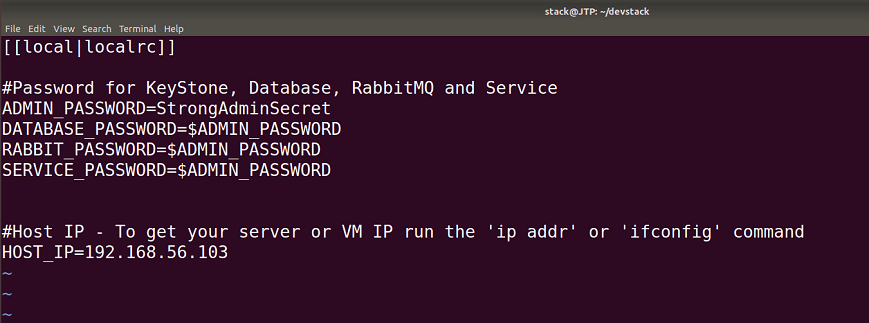 stack@JTP: ~/devstack
File Edit View Search Terminal Help
[[local|localrc]]
#Password for KeyStone, Database, RabbitMQ and Service
ADMIN_PASSWORD=StrongAdminSecret
DATABASE_PASSWORD=$ADMIN_PASSWORD
RABBIT_PASSWORD=$ADMIN_PASSWORD
SERVICE_PASSWORD=$ADMIN_PASSWORD
#Host IP - To get your server or VM IP run the 'ip addr' or 'ifconfig' command
HOST_IP=192.168.56.103
~
~
~